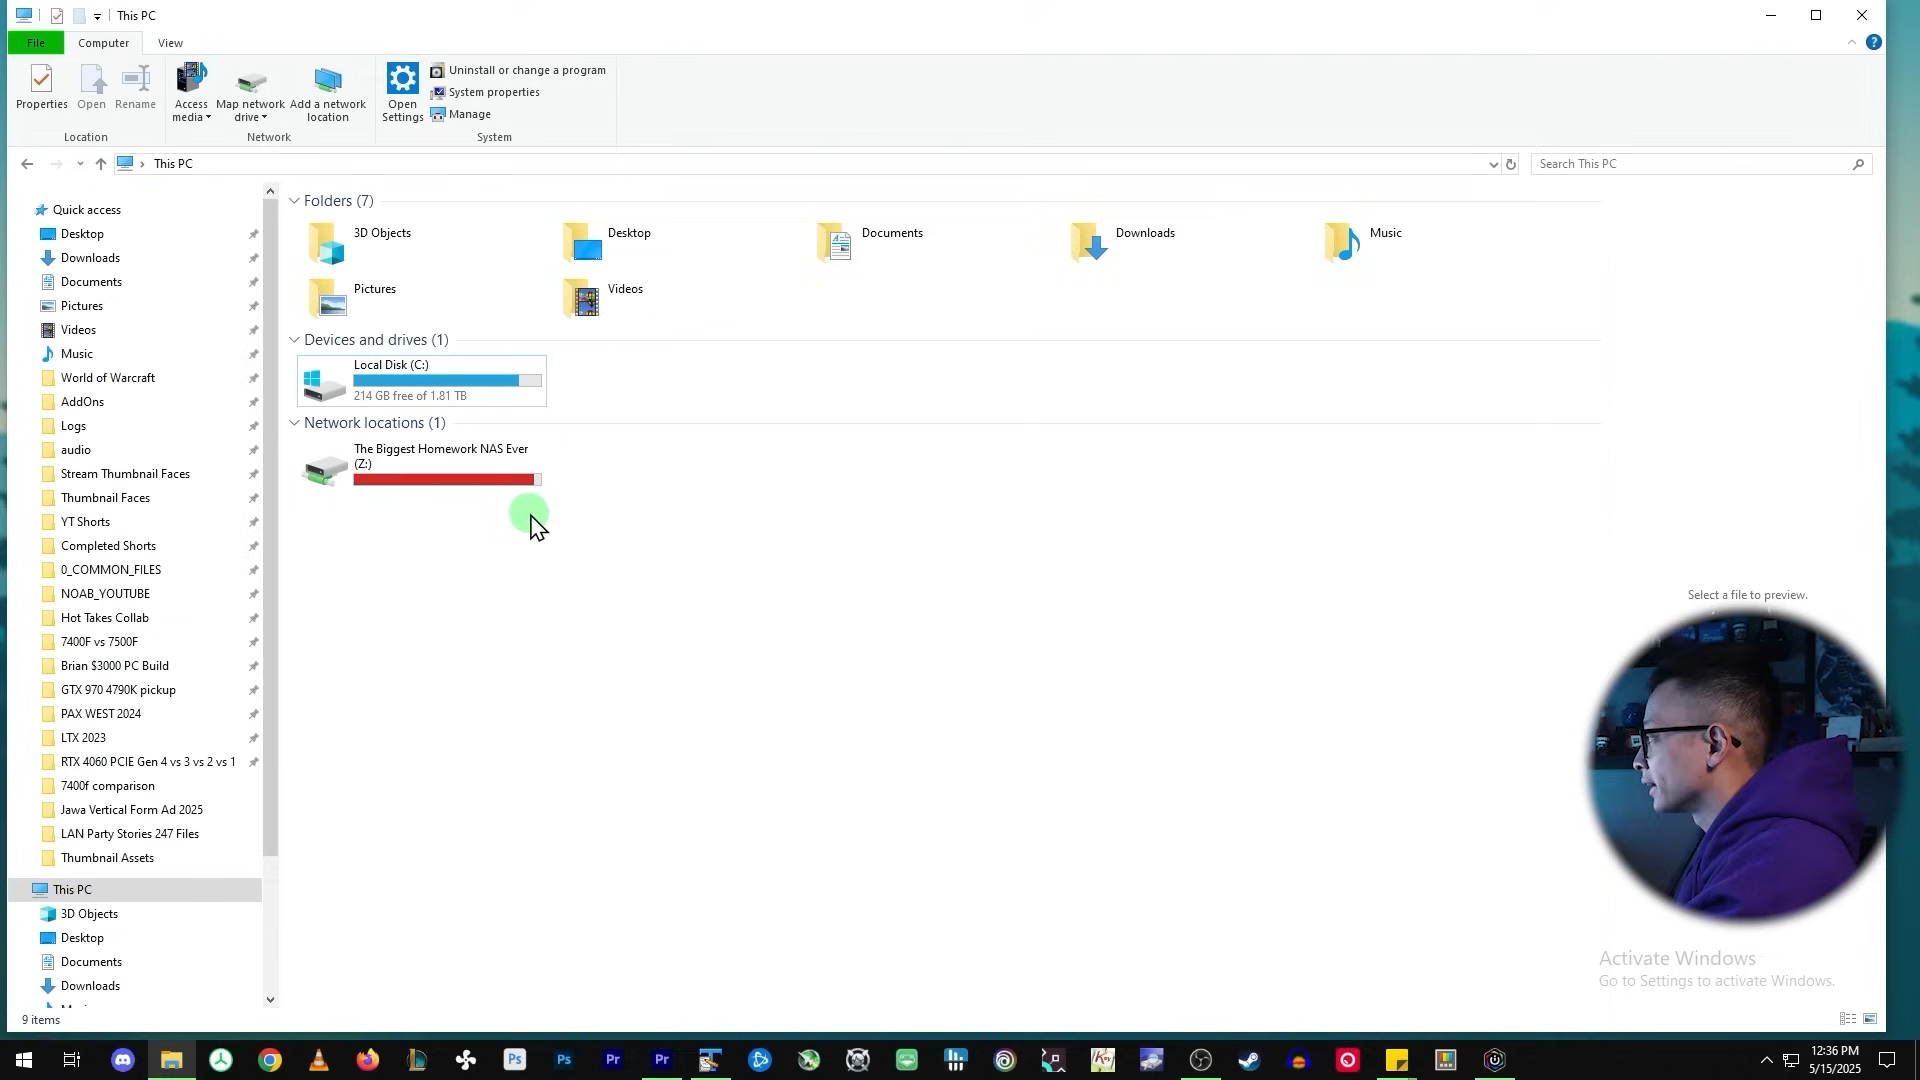 This PC
File
Computer
View
Properties
Open
Rename
Access media
Map network drive
Add a network location
Open Settings
Uninstall or change a program
System properties
Manage
Location
Network
System
This PC
Search This PC
Quick access
Desktop
Downloads
Documents
Pictures
Videos
Music
World of Warcraft
AddOns
Logs
audio
Stream Thumbnail Faces
Thumbnail Faces
YT Shorts
Completed Shorts
0_COMMON_FILES
NOAB_YOUTUBE
Hot Takes Collab
7400F vs 7500F
Brian $3000 PC Build
GTX 970 4790K pickup
PAX WEST 2024
LTX 2023
RTX 4060 PCIE Gen 4 vs 3 vs 2 vs 1
7400f comparison
Jawa Vertical Form Ad 2025
LAN Party Stories 247 Files
Thumbnail Assets
This PC
3D Objects
Desktop
Documents
Downloads
Folders (7)
3D Objects
Desktop
Documents
Downloads
Music
Pictures
Videos
Devices and drives (1)
Local Disk (C:)
214 GB free of 1.81 TB
Network locations (1)
The Biggest Homework NAS Ever
(Z:)
Select a file to preview.
Activate Windows
Go to Settings to activate Windows.
9 items
Ps
Ps
Pr
Pr
12:36 PM
5/15/2025